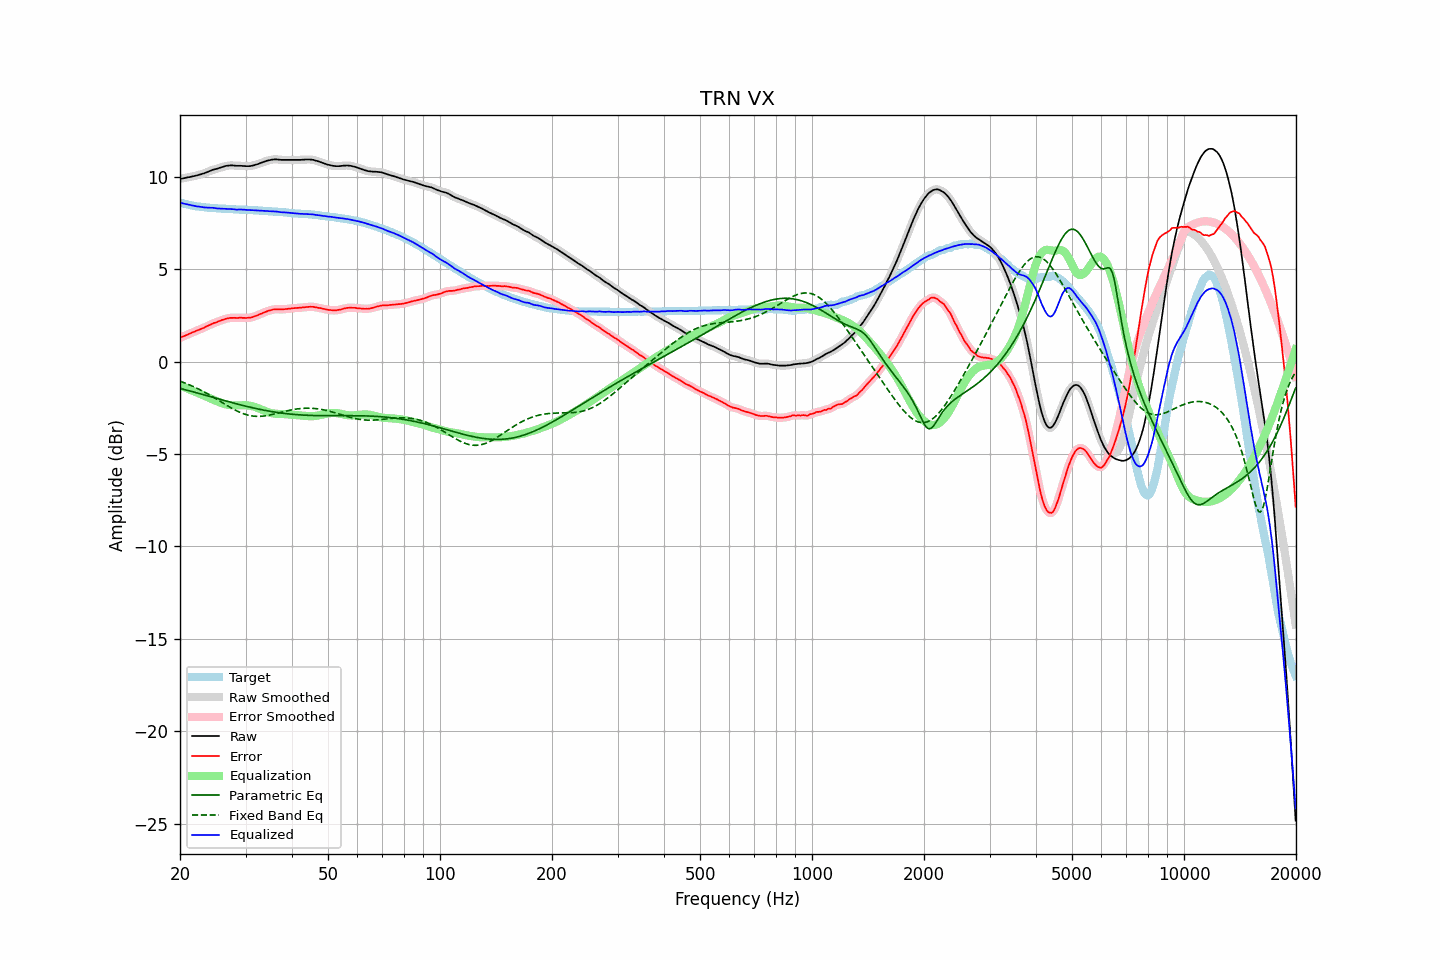 TRN VX
Amplitude (dBr)
10
5
0
−5
−10
−15
−20
−25
Target
Raw Smoothed
Error Smoothed
Raw
Error
Equalization
Parametric Eq
Fixed Band Eq
Equalized
20 50 100 200 500 1000 2000 5000 10000 20000
Frequency (Hz)